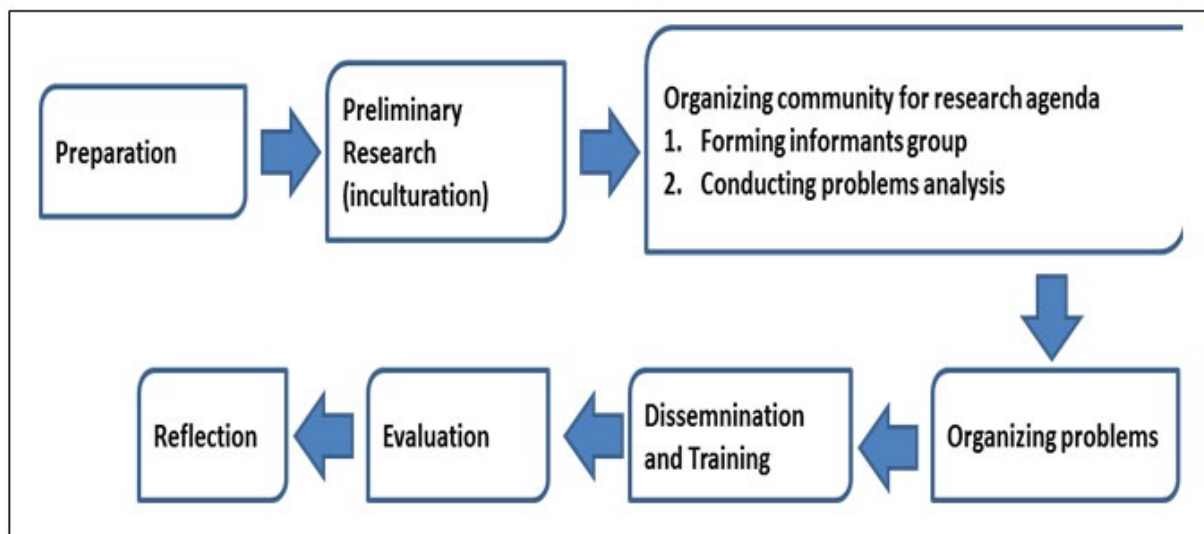 Preparation
Preliminary
Research
(inculturation)
Organizing community for research agenda
1. Forming informants group
2. Conducting problems analysis
Reflection
Evaluation
Dissemnination
and Training
Organizing problems